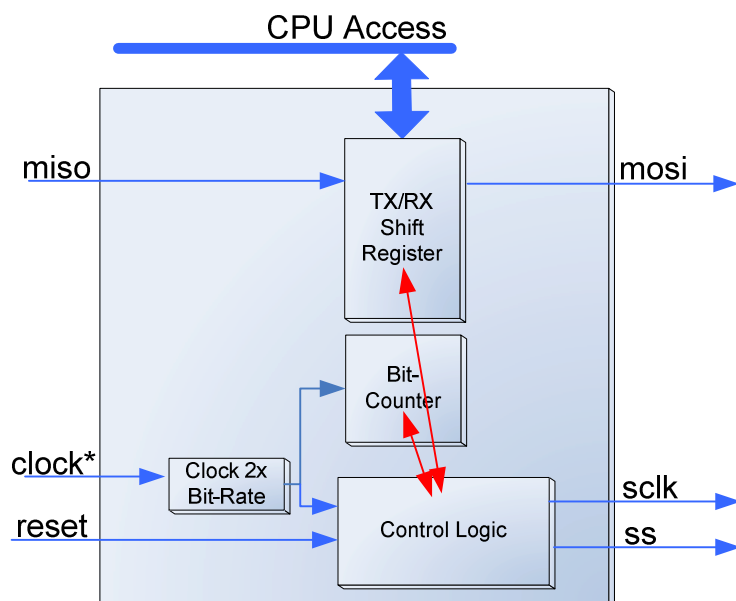 CPU Access
miso
mosi
TX/RX
Shift
Register
Bit-
Counter
clock*
Clock 2x
Bit-Rate
sclk
reset
Control Logic
ss